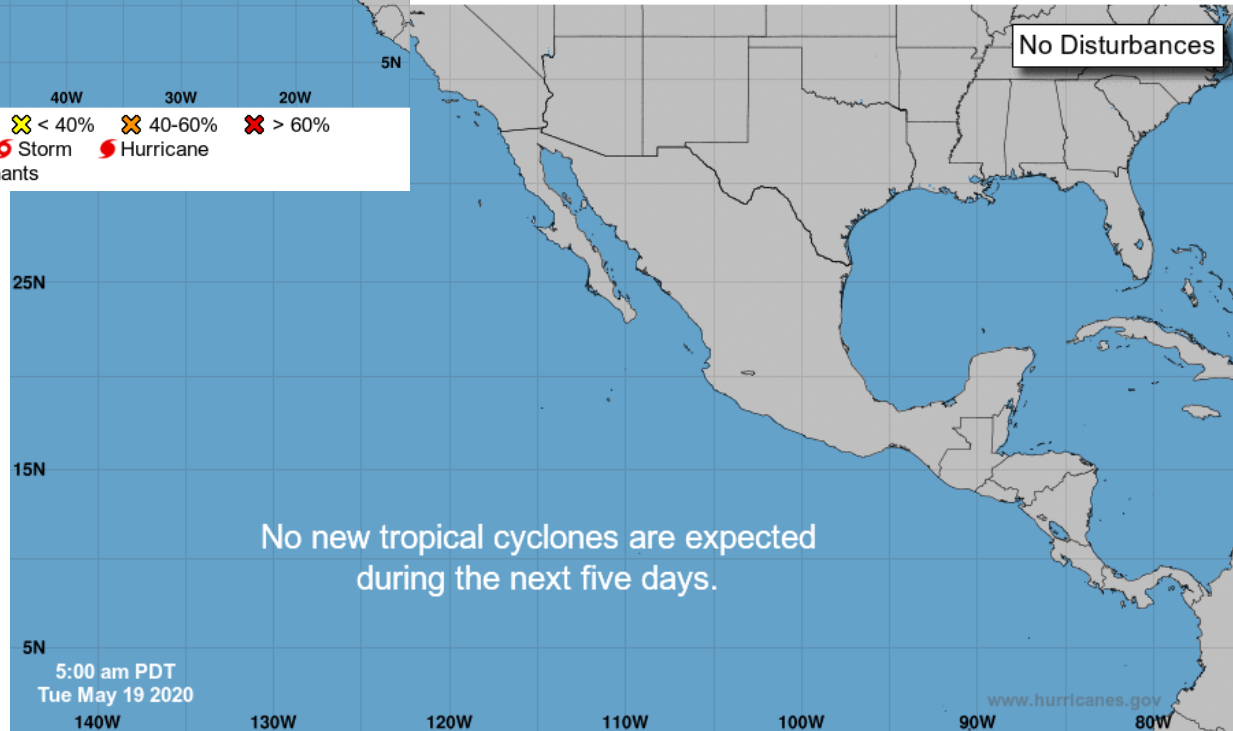 No Disturbances
5N
40W 30W 20W
< 40% 40-60% > 60%
Storm Hurricane
25N
15N
No new tropical cyclones are expected
during the next five days.
5N
5:00 am PDT
Tue May 19 2020
www.hurricanes.gov
140W 130W 120W 110W 100W 90W 80W